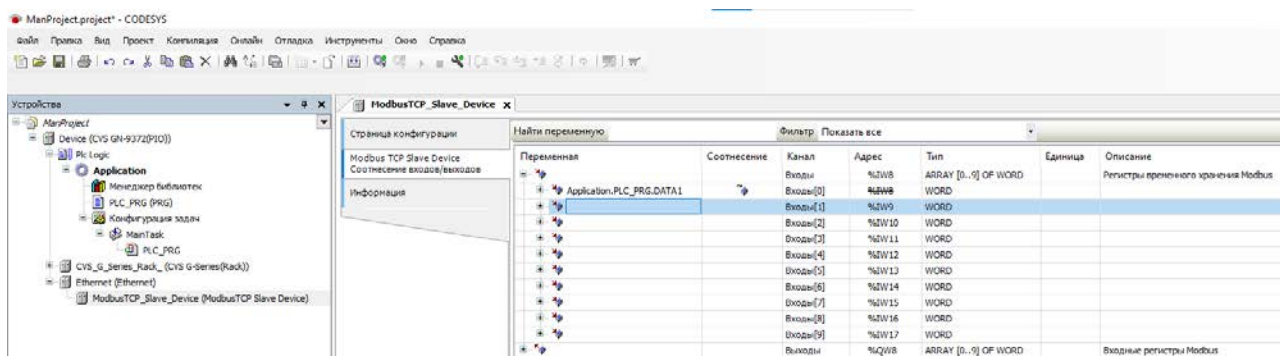 ManProject.project* - CODESYS
Файл Правка Вид Проект Компиляция Онлайн Отладка Инструменты Окно Справка
Устройства
ManProject
Device (CVS GN-9372(PIO))
Plc Logic
Application
Менеджер библиотек
PLC_PRG (PRG)
Конфигурация задач
MainTask
PLC_PRG
CVS_G_Series_Rack_ (CVS G-Series(Rack))
Ethernet (Ethernet)
ModbusTCP_Slave_Device (ModbusTCP Slave Device)
ModbusTCP_Slave_Device x
Страница конфигурации
Modbus TCP Slave Device
Соотнесение входов/выходов
Информация
Найти переменную Фильтр Показать все
Переменная Соотнесение Канал Адрес Тип Единица Описание
Входы %IW8 ARRAY [0..9] OF WORD Регистры временного хранения Modbus
Application.PLC_PRG.DATA1 Входы[0] %IW8 WORD
Входы[1] %IW9 WORD
Входы[2] %IW10 WORD
Входы[3] %IW11 WORD
Входы[4] %IW12 WORD
Входы[5] %IW13 WORD
Входы[6] %IW14 WORD
Входы[7] %IW15 WORD
Входы[8] %IW16 WORD
Входы[9] %IW17 WORD
Выходы %QW8 ARRAY [0..9] OF WORD Входные регистры Modbus